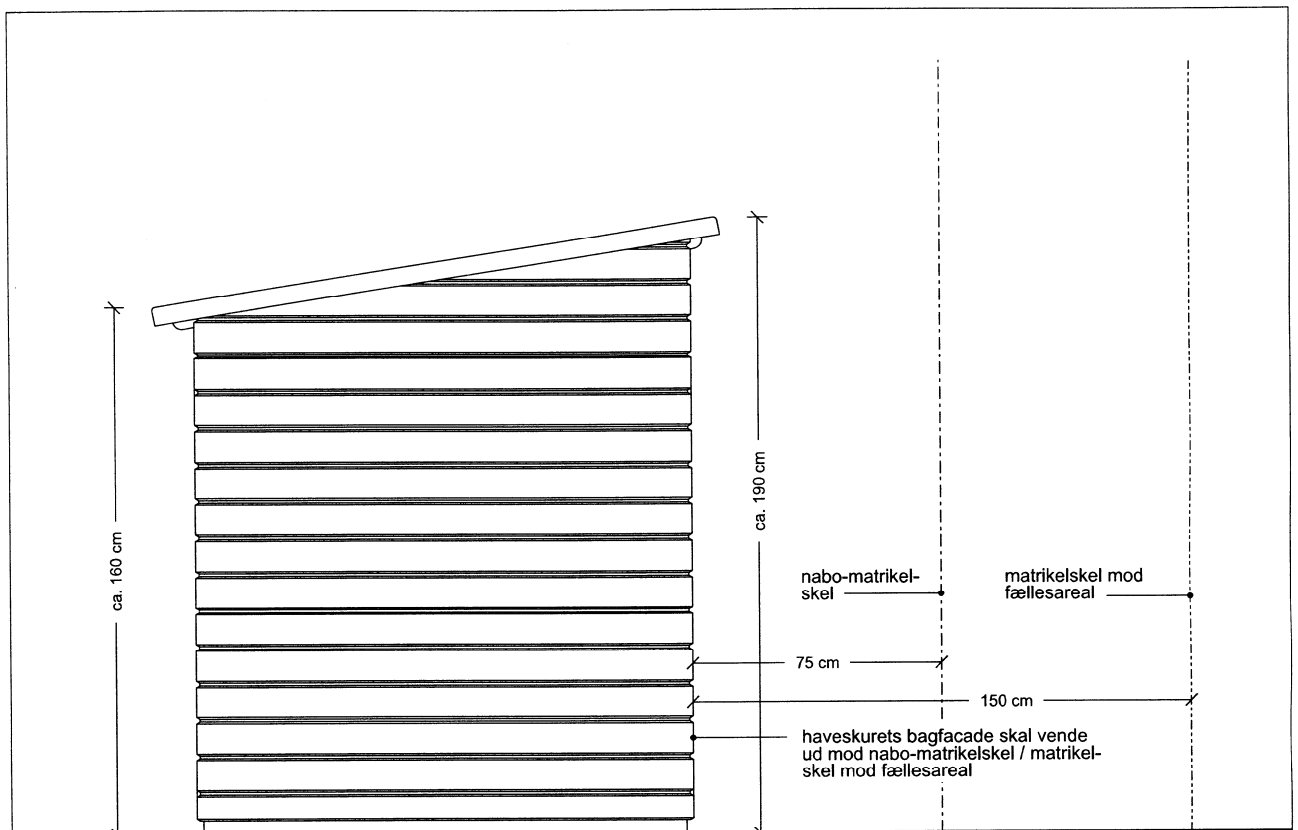 ca. 160 cm
ca. 190 cm
nabo-matrikel-
skel
matrikelskel mod
fællesareal
75 cm
150 cm
haveskurets bagfacade skal vende
ud mod nabo-matrikelskel / matrikel-
skel mod fællesareal